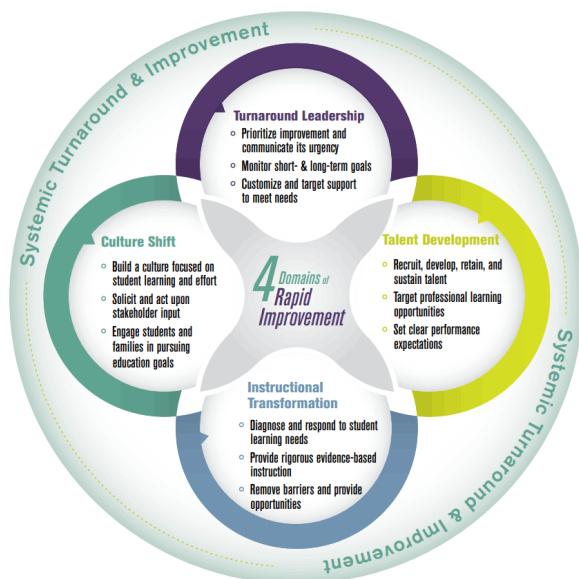 Systemic Turnaround & Improvement
Turnaround Leadership
Prioritize improvement and
communicate its urgency
Monitor short- & long-term goals
Customize and target support
to meet needs
Culture Shift
Build a culture focused on
student learning and effort
Solicit and act upon
stakeholder input
Engage students and
families in pursuing
education goals
4 Domains of
Rapid
Improvement
Talent Development
Recruit, develop, retain, and
sustain talent
Target professional learning
opportunities
Set clear performance
expectations
Instructional
Transformation
Diagnose and respond to student
learning needs
Provide rigorous evidence-based
instruction
Remove barriers and provide
opportunities
Systemic Turnaround & Improvement